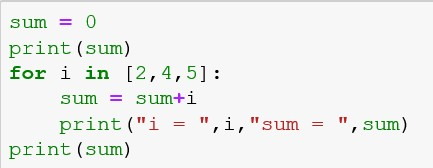 sum = 0
print(sum)
for i in [2,4,5]:
    sum = sum+i
    print("i = ",i,"sum = ",sum)
print(sum)